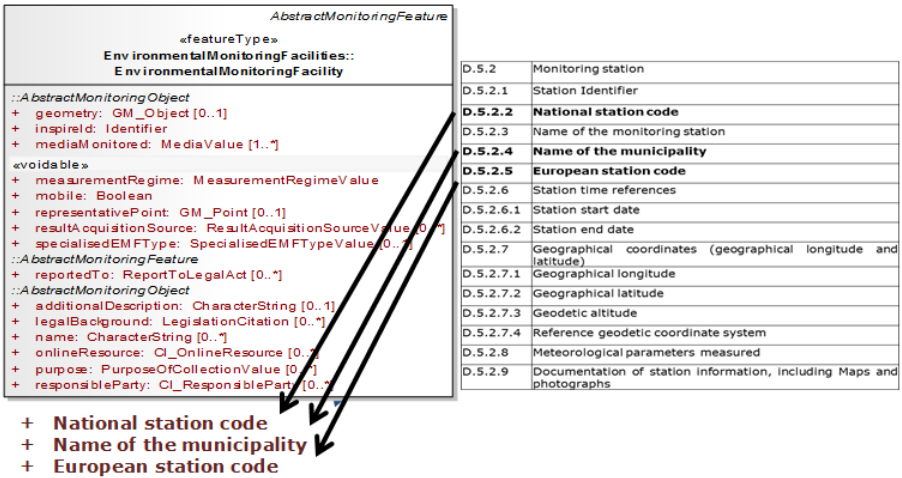 AbstractMonitoringFeature
«featureType»
EnvironmentalMonitoringFacilities::
EnvironmentalMonitoringFacility
::AbstractMonitoringObject
+ geometry: GM_Object [0..1]
+ inspireId: Identifier
+ mediaMonitored: MediaValue [1..*]
«voidable»
+ measurementRegime: MeasurementRegimeValue
+ mobile: Boolean
+ representativePoint: GM_Point [0..1]
+ resultAcquisitionSource: ResultAcquisitionSourceValue [0..*]
+ specialisedEMFType: SpecialisedEMFTypeValue [0..1]
::AbstractMonitoringFeature
+ reportedTo: ReportToLegalAct [0..*]
::AbstractMonitoringObject
+ additionalDescription: CharacterString [0..1]
+ legalBackground: LegislationCitation [0..*]
+ name: CharacterString [0..*]
+ onlineResource: CI_OnlineResource [0..*]
+ purpose: PurposeOfCollectionValue [0..*]
+ responsibleParty: CI_ResponsibleParty [0..*]
+ National station code
+ Name of the municipality
+ European station code
D.5.2 Monitoring station
D.5.2.1 Station Identifier
D.5.2.2 National station code
D.5.2.3 Name of the monitoring station
D.5.2.4 Name of the municipality
D.5.2.5 European station code
D.5.2.6 Station time references
D.5.2.6.1 Station start date
D.5.2.6.2 Station end date
D.5.2.7 Geographical coordinates (geographical longitude and
latitude)
D.5.2.7.1 Geographical longitude
D.5.2.7.2 Geographical latitude
D.5.2.7.3 Geodetic altitude
D.5.2.7.4 Reference geodetic coordinate system
D.5.2.8 Meteorological parameters measured
D.5.2.9 Documentation of station information, including Maps and
photographs